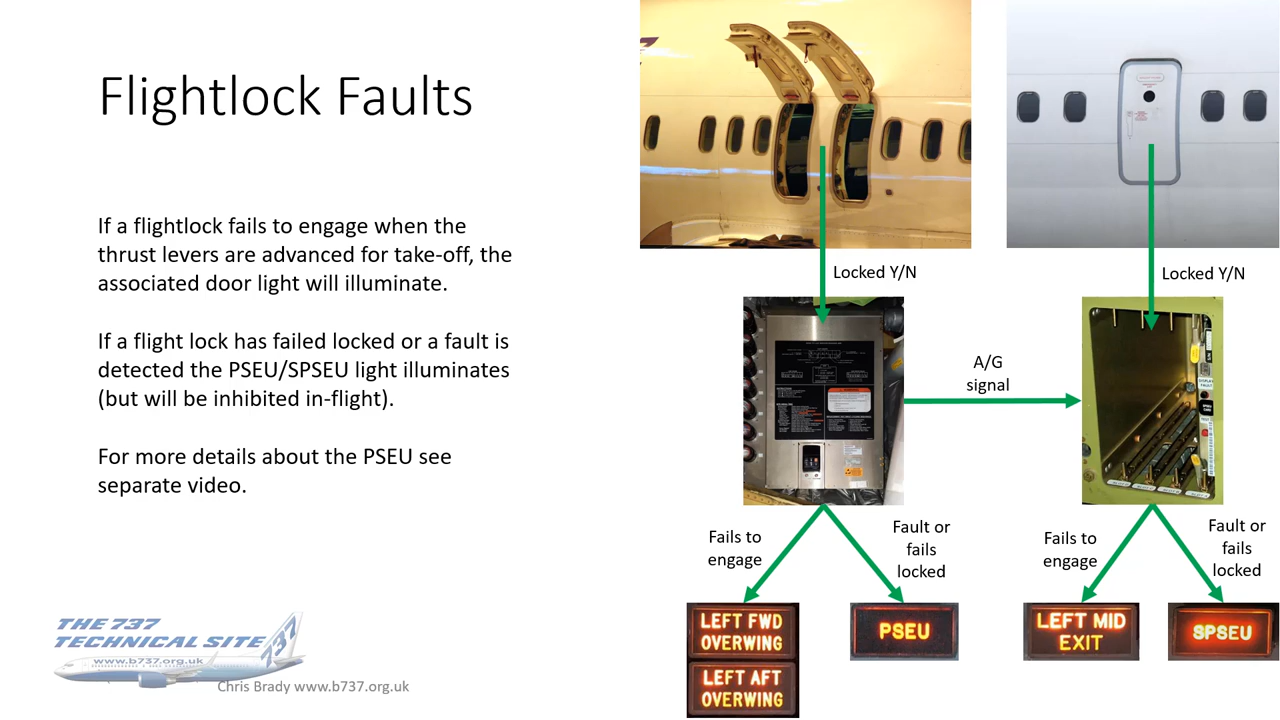 Flightlock Faults
If a flightlock fails to engage when the
thrust levers are advanced for take-off, the
associated door light will illuminate.
If a flight lock has failed locked or a fault is
detected the PSEU/SPSEU light illuminates
(but will be inhibited in-flight).
For more details about the PSEU see
separate video.
Locked Y/N
Locked Y/N
A/G
signal
Fails to
engage
Fault or
fails
locked
Fails to
engage
Fault or
fails
locked
LEFT FWD
OVERWING
LEFT AFT
OVERWING
PSEU
LEFT MID
EXIT
SPSEU
THE 737
TECHNICAL SITE
737
www.b737.org.uk
Chris Brady www.b737.org.uk